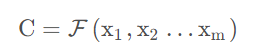 C = ℱ(x₁, x₂ … xₘ)